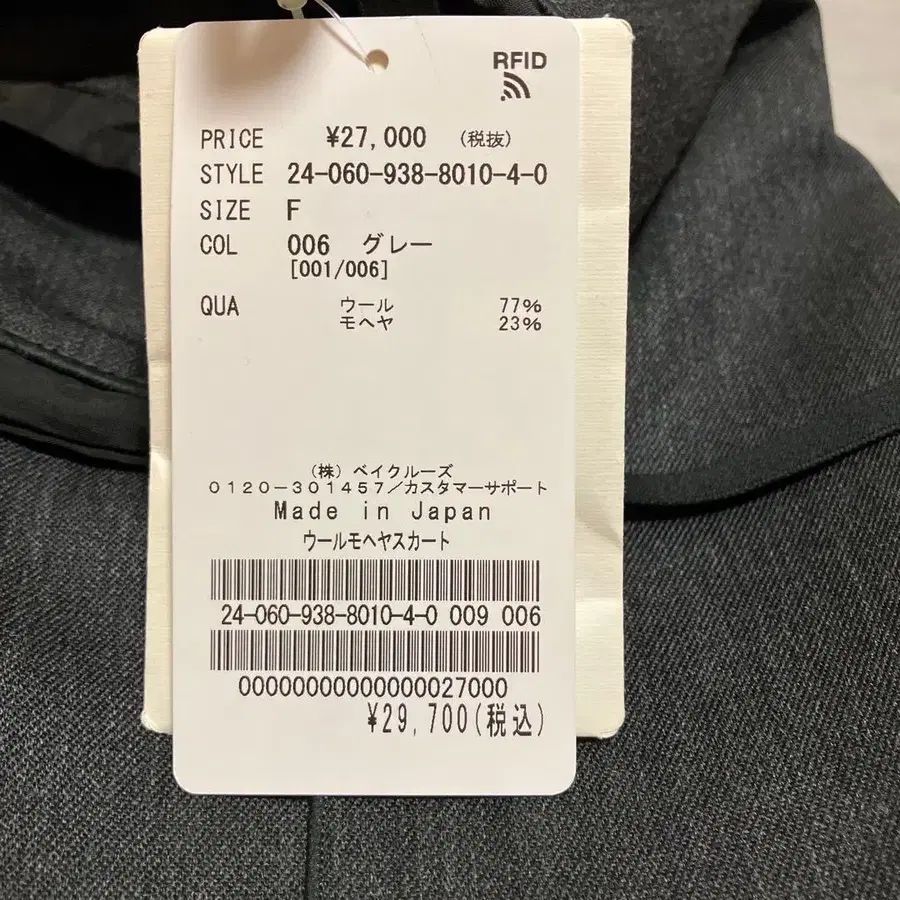 RFID
PRICE ¥27,000 (税抜)
STYLE 24-060-938-8010-4-0
SIZE F
COL 006 グレー
[001/006]
QUA ウール 77%
モヘヤ 23%
(株) ベイクルーズ
0120-301457/カスタマーサポート
Made in Japan
ウールモヘヤスカート
24-060-938-8010-4-0 009 006
00000000000000027000
¥29,700(税込)